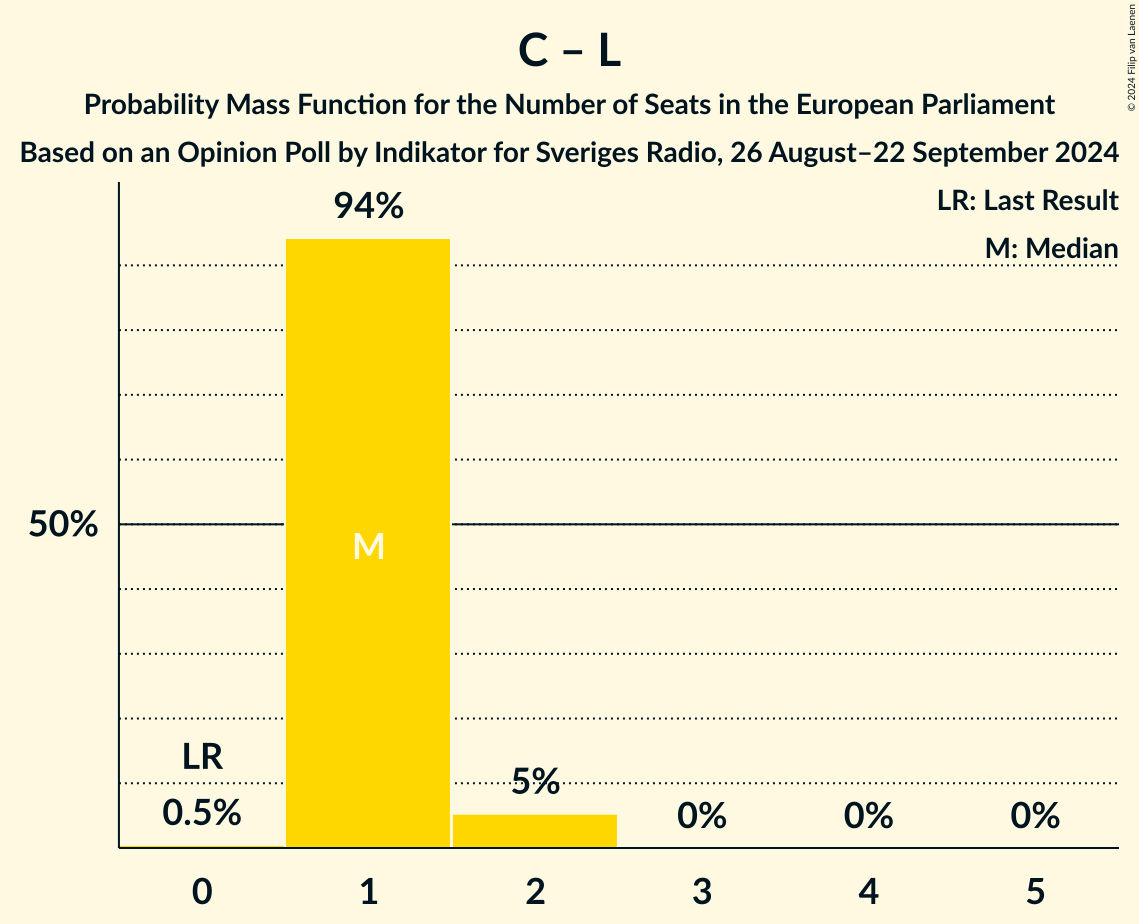 C – L
Probability Mass Function for the Number of Seats in the European Parliament
Based on an Opinion Poll by Indikator for Sveriges Radio, 26 August–22 September 2024
© 2024 Filip van Laenen
LR: Last Result
M: Median
94%
50%
M
LR
0.5%
5%
0%
0%
0%
0
1
2
3
4
5